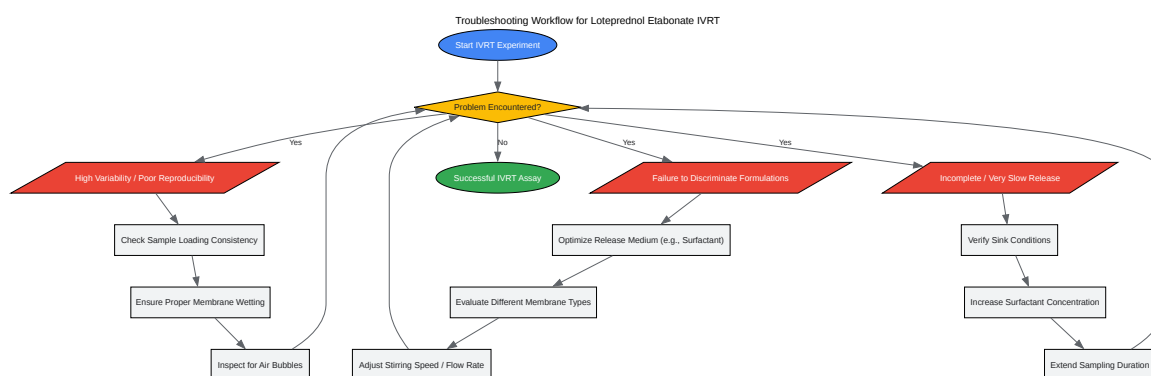 Troubleshooting Workflow for Loteprednol Etabonate IVRT
Start IVRT Experiment
Problem Encountered?
Yes
No
Yes
Yes
High Variability / Poor Reproducibility
Successful IVRT Assay
Failure to Discriminate Formulations
Incomplete / Very Slow Release
Check Sample Loading Consistency
Optimize Release Medium (e.g., Surfactant)
Verify Sink Conditions
Ensure Proper Membrane Wetting
Evaluate Different Membrane Types
Increase Surfactant Concentration
Inspect for Air Bubbles
Adjust Stirring Speed / Flow Rate
Extend Sampling Duration